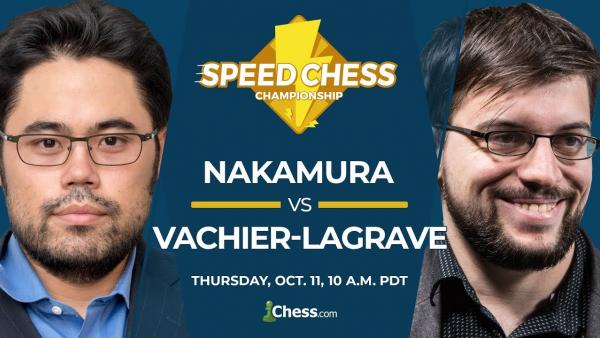 SPEED CHESS
CHAMPIONSHIP
NAKAMURA
VS
VACHIER-LAGRAVE
THURSDAY, OCT. 11, 10 A.M. PDT
Chess.com